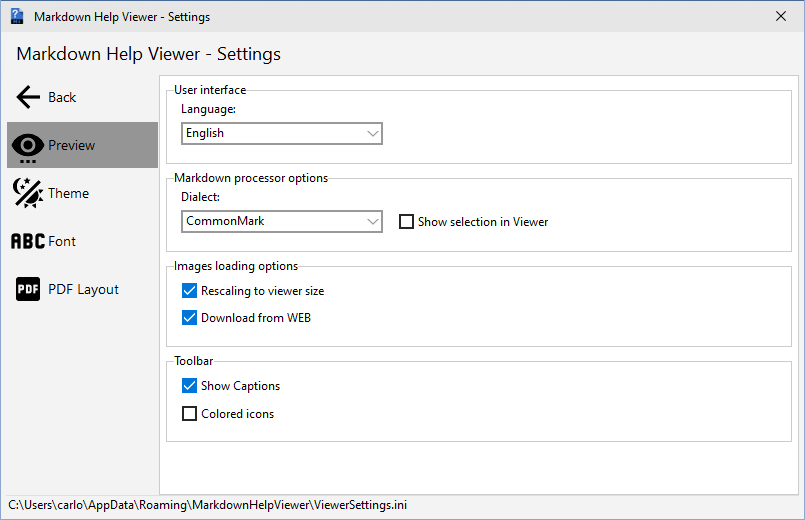 Markdown Help Viewer - Settings
Markdown Help Viewer - Settings
Back
Preview
Theme
ABC Font
PDF PDF Layout
User interface
Language:
English
Markdown processor options
Dialect:
CommonMark
Show selection in Viewer
Images loading options
Rescaling to viewer size
Download from WEB
Toolbar
Show Captions
Colored icons
C:\Users\carlo\AppData\Roaming\MarkdownHelpViewer\ViewerSettings.ini